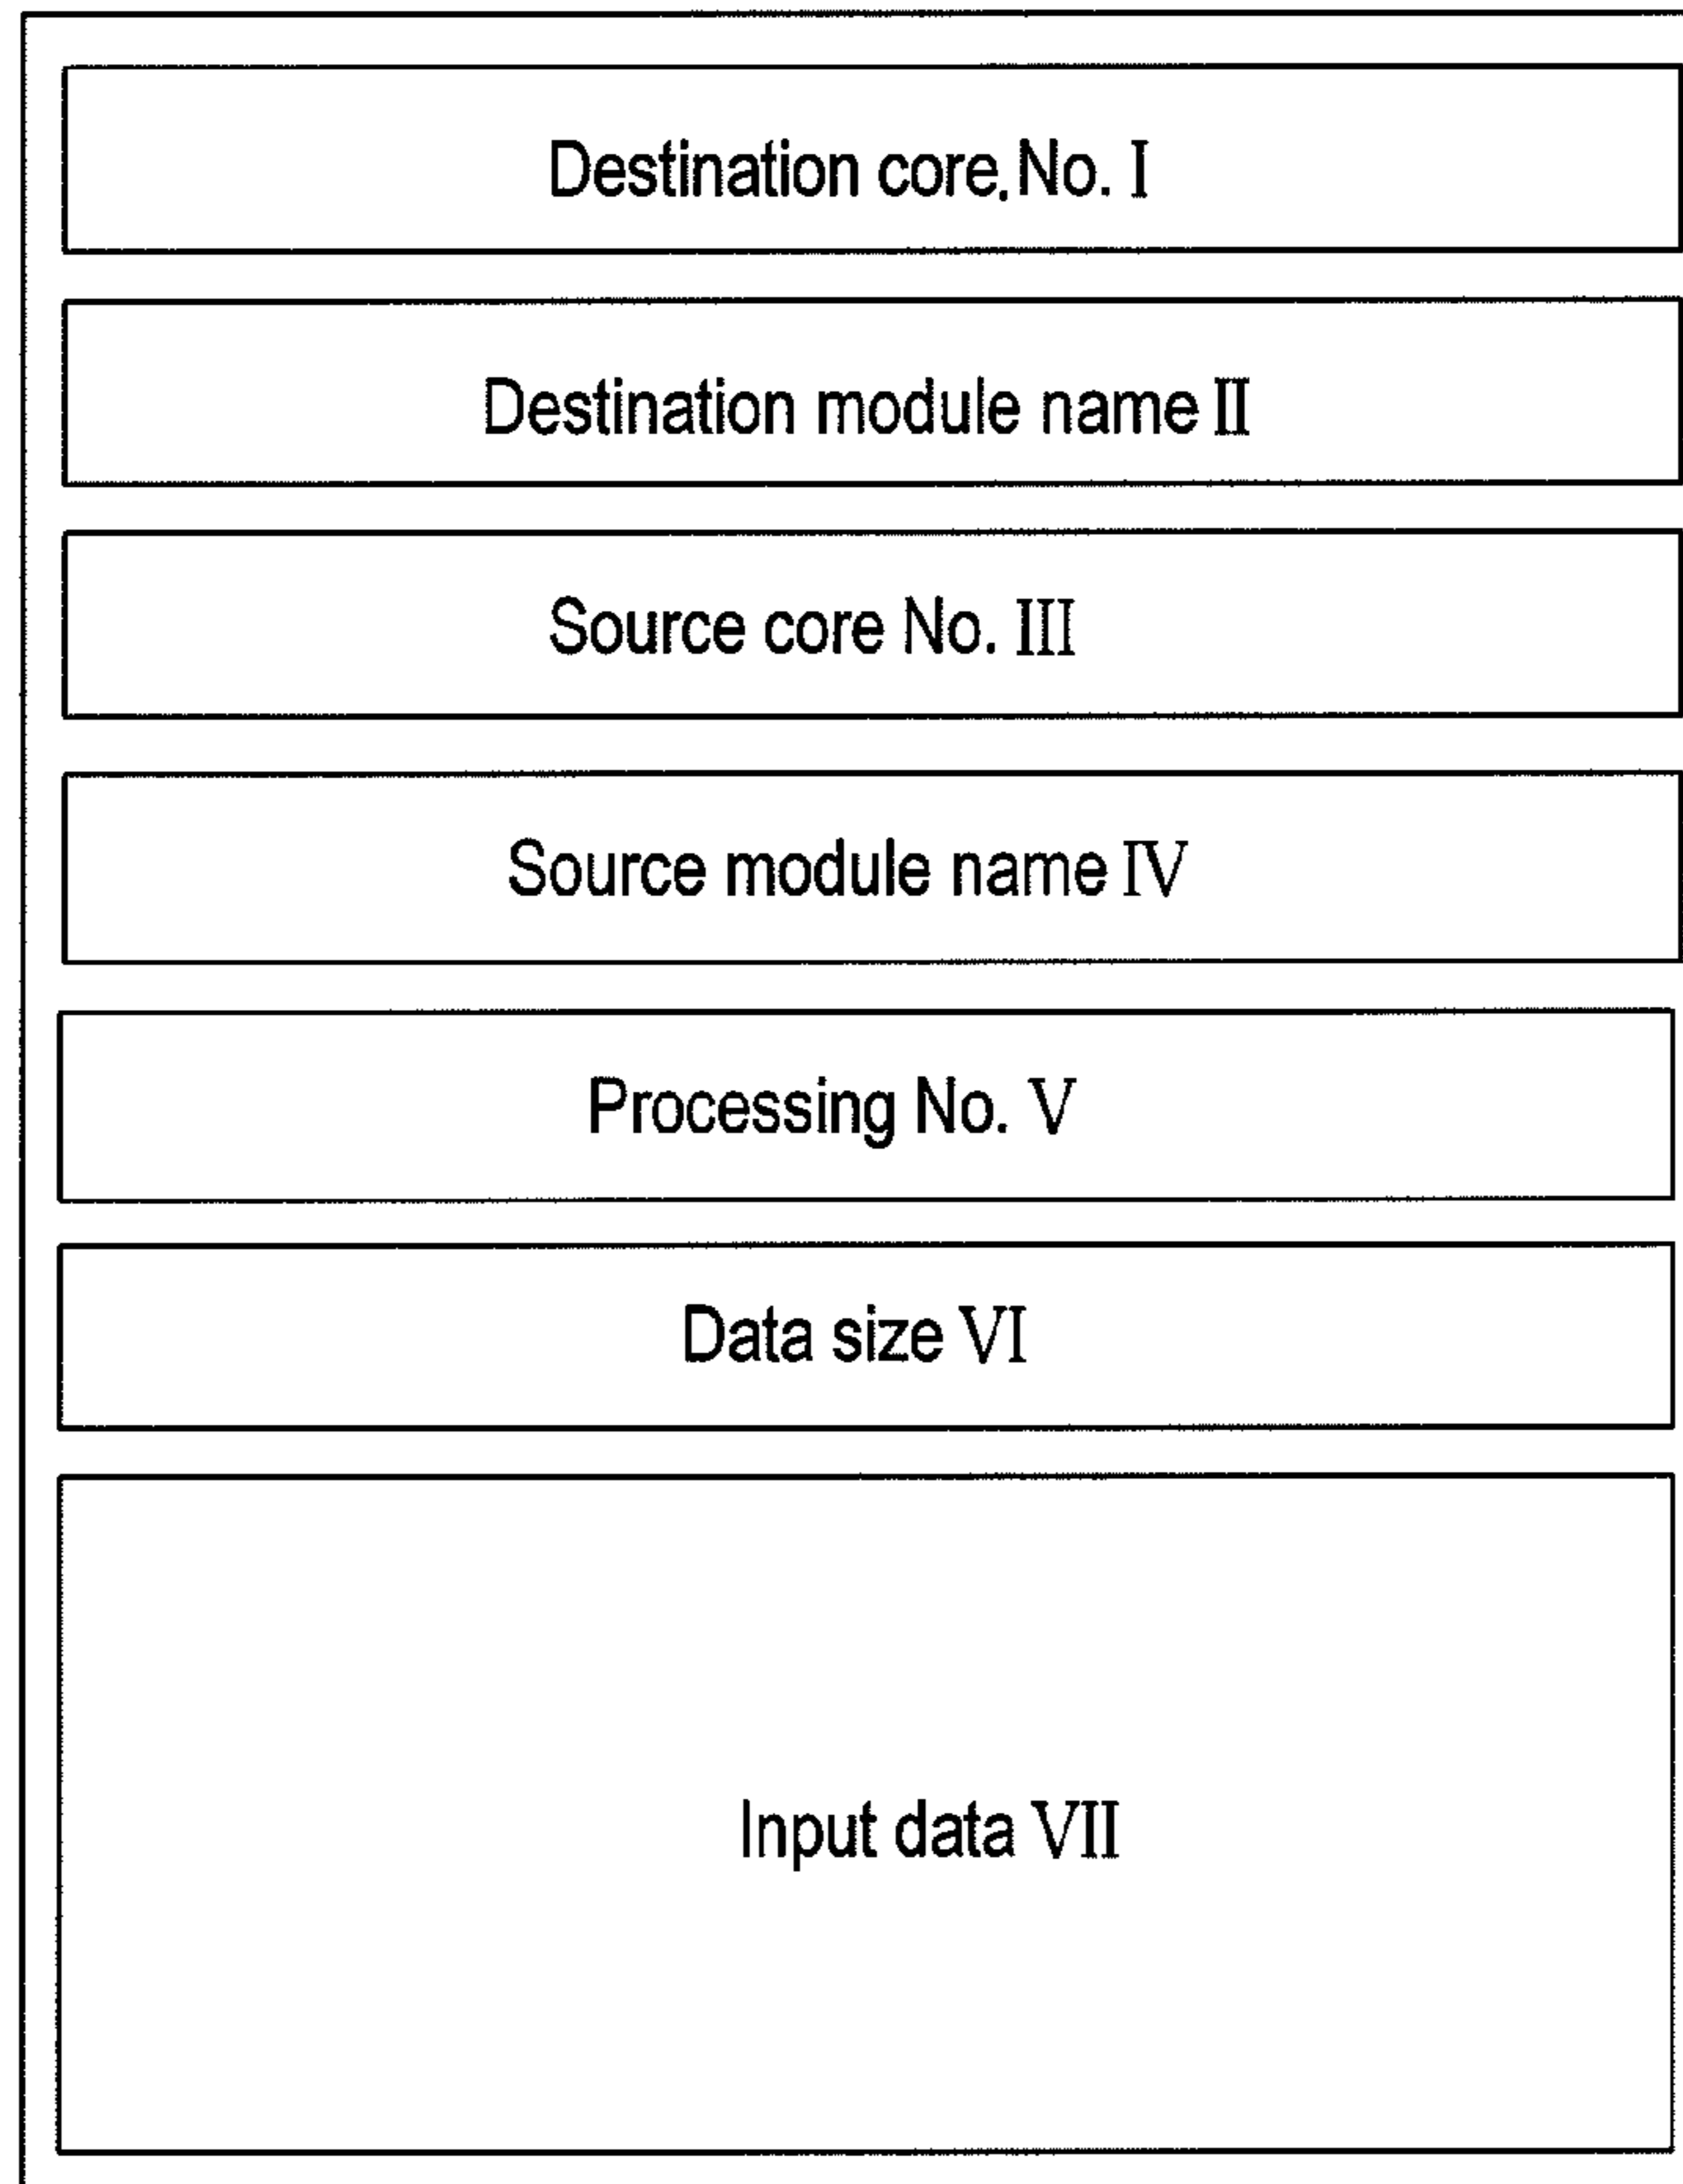 Destination core.No. I
Destination module name II
Source core No. III
Source module name IV
Processing No. V
Data size VI
Input data VII